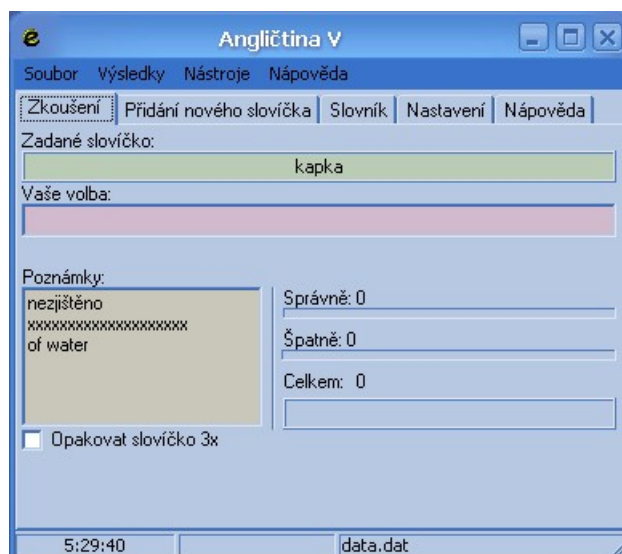 Angličtina V
Soubor Výsledky Nástroje Nápověda
Zkoušení Přidání nového slovíčka Slovník Nastavení Nápověda
Zadané slovíčko:
kapka
Vaše volba:
Poznámky:
nezjištěno
xxxxxxxxxxxxxxxxxxxxx
of water
Správně: 0
Špatně: 0
Celkem: 0
Opakovat slovíčko 3x
5:29:40 data.dat